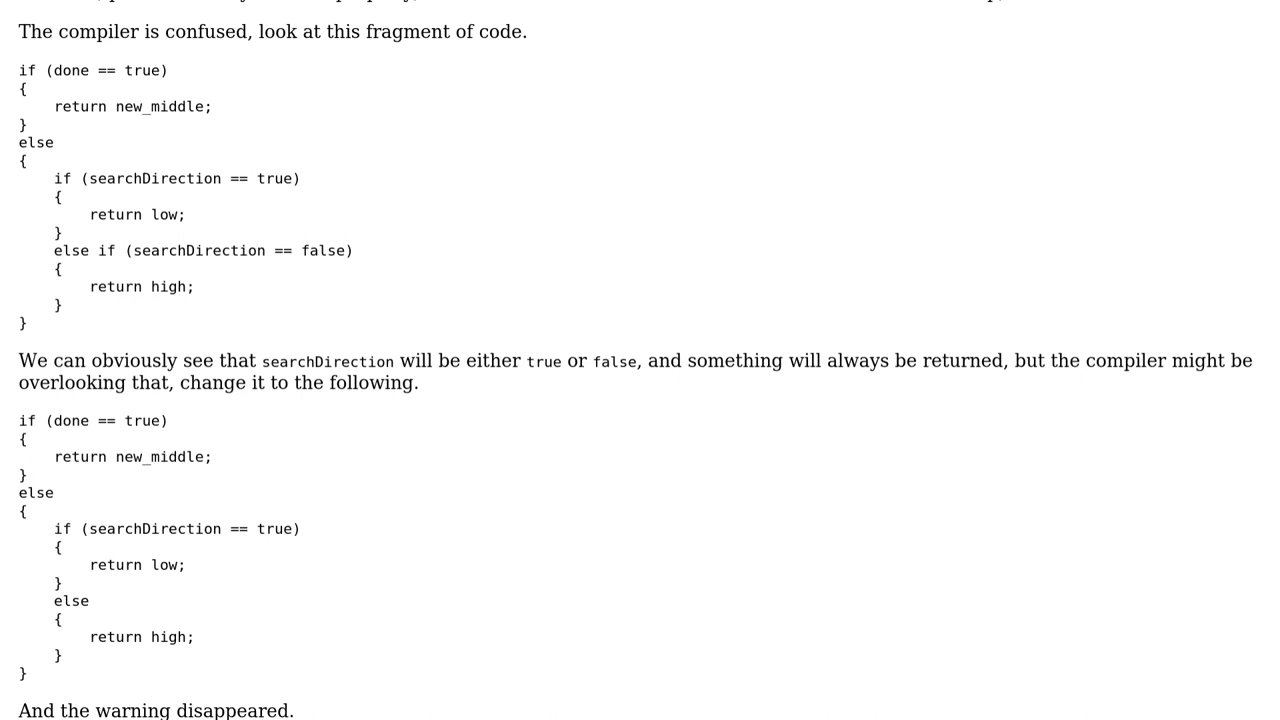 The compiler is confused, look at this fragment of code.
if (done == true)
{
    return new_middle;
}
else
{
    if (searchDirection == true)
    {
        return low;
    }
    else if (searchDirection == false)
    {
        return high;
    }
}
We can obviously see that searchDirection will be either true or false, and something will always be returned, but the compiler might be
overlooking that, change it to the following.
if (done == true)
{
    return new_middle;
}
else
{
    if (searchDirection == true)
    {
        return low;
    }
    else
    {
        return high;
    }
}
And the warning disappeared.